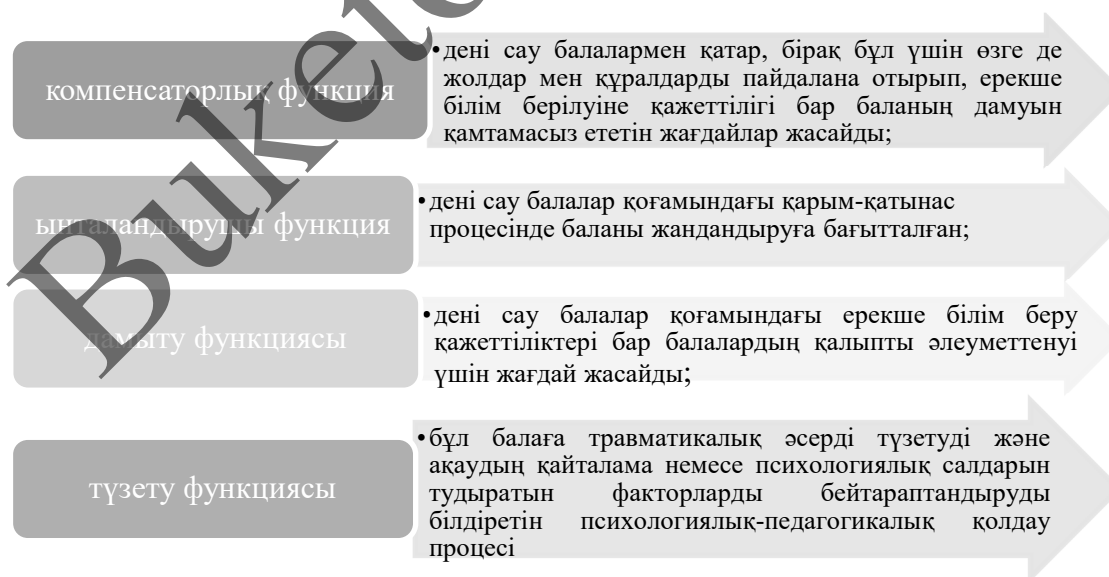 компенсаторлық функция
•дені сау балалармен қатар, бірақ бұл үшін өзге де
жолдар мен құралдарды пайдалана отырып, ерекше
білім берілуіне қажеттілігі бар баланың дамуын
қамтамасыз ететін жағдайлар жасайды;
ынталандырушы функция
•дені сау балалар қоғамындағы қарым-қатынас
процесінде баланы жандандыруға бағытталған;
дамыту функциясы
•дені сау балалар қоғамындағы ерекше білім беру
қажеттіліктері бар балалардың қалыпты әлеуметтенуі
үшін жағдай жасайды;
түзету функциясы
•бұл балаға травматикалық әсерді түзетуді және
ақаудың қайталама немесе психологиялық салдарын
тудыратын факторларды бейтараптандыруды
білдіретін психологиялық-педагогикалық қолдау
процесі